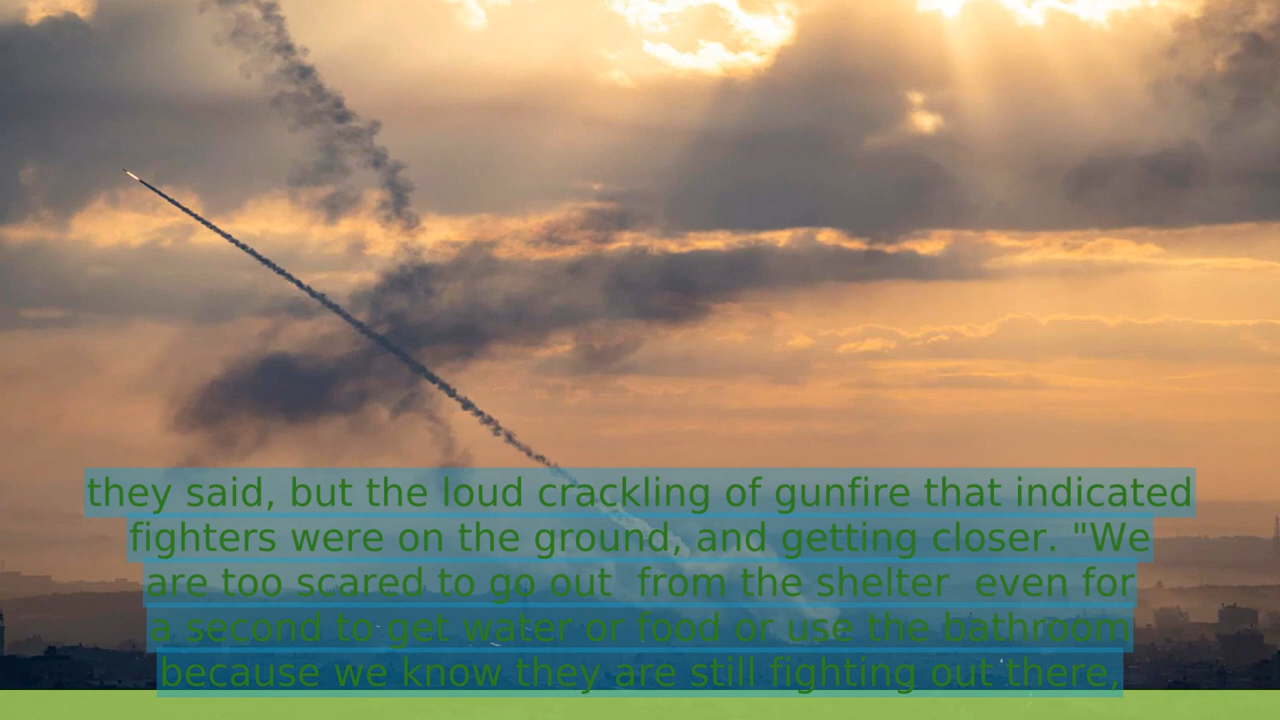 they said, but the loud crackling of gunfire that indicated
fighters were on the ground, and getting closer. "We
are too scared to go out  from the shelter  even for
a second to get water or food or use the bathroom
because we know they are still fighting out there,